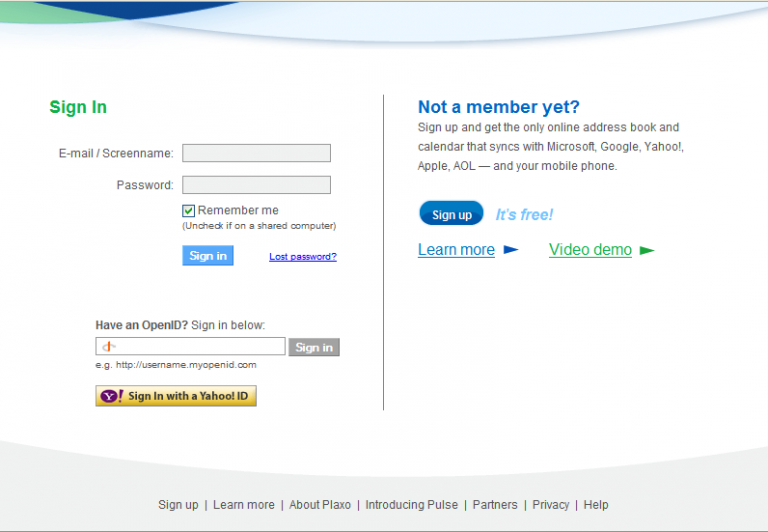 Sign In
E-mail / Screenname:
Password:
Remember me
(Uncheck if on a shared computer)
Sign in Lost password?
Have an OpenID? Sign in below:
Sign in
e.g. http://username.myopenid.com
Y! Sign In with a Yahoo! ID
Not a member yet?
Sign up and get the only online address book and
calendar that syncs with Microsoft, Google, Yahoo!,
Apple, AOL — and your mobile phone.
Sign up It's free!
Learn more Video demo
Sign up | Learn more | About Plaxo | Introducing Pulse | Partners | Privacy | Help